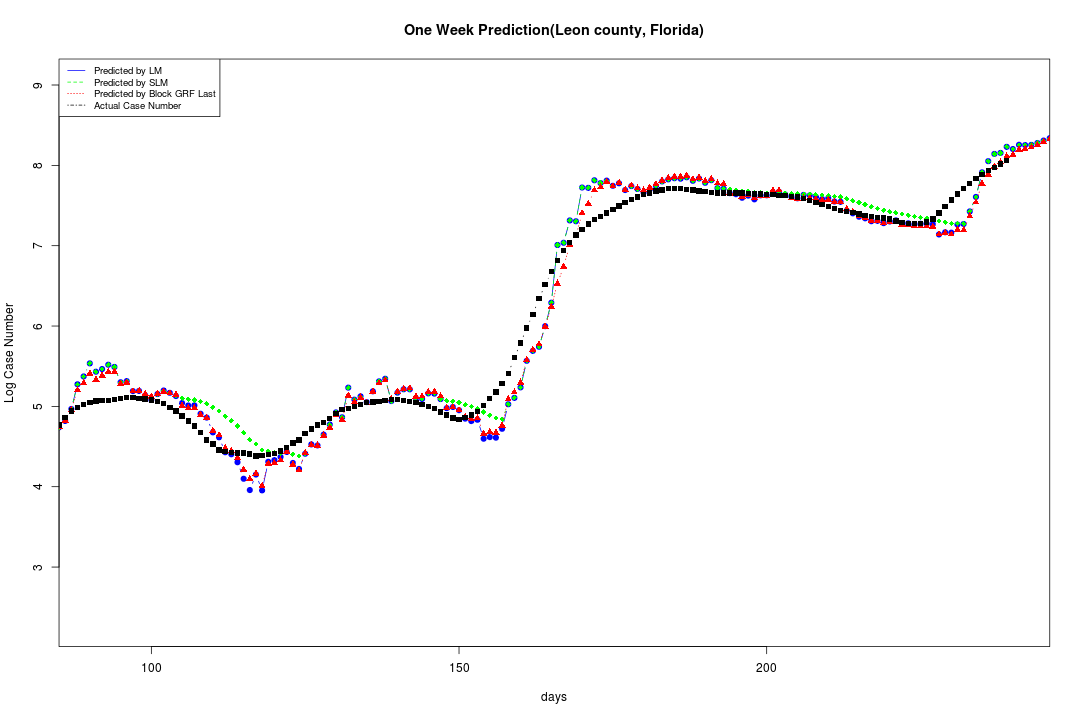 One Week Prediction(Leon county, Florida)
Predicted by LM
Predicted by SLM
Predicted by Block GRF Last
Actual Case Number
9
8
7
6
5
4
3
Log Case Number
100 150 200
days